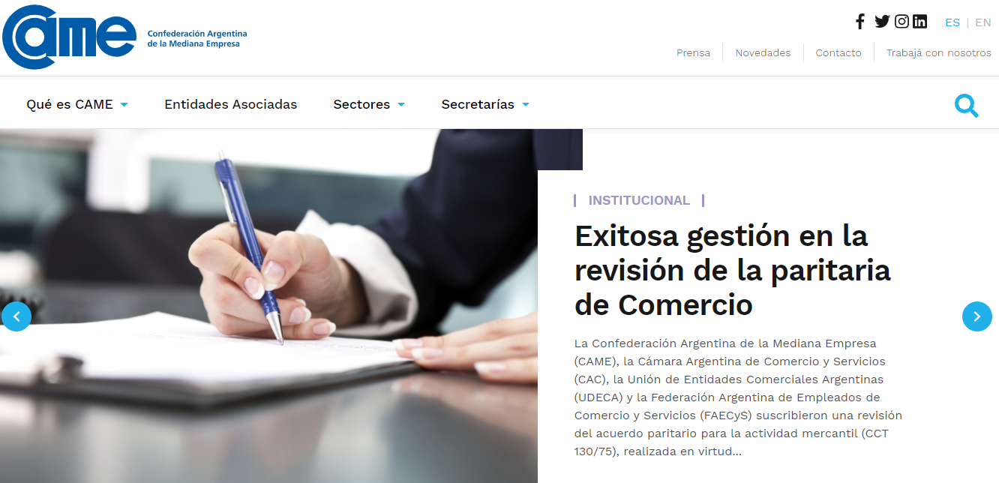 came
Confederación Argentina
de la Mediana Empresa
ES | EN
Prensa
Novedades
Contacto
Trabajá con nosotros
Qué es CAME
Entidades Asociadas
Sectores
Secretarías
INSTITUCIONAL
Exitosa gestión en la
revisión de la paritaria
de Comercio
La Confederación Argentina de la Mediana Empresa
(CAME), la Cámara Argentina de Comercio y Servicios
(CAC), la Unión de Entidades Comerciales Argentinas
(UDECA) y la Federación Argentina de Empleados de
Comercio y Servicios (FAECyS) suscribieron una revisión
del acuerdo paritario para la actividad mercantil (CCT
130/75), realizada en virtud...